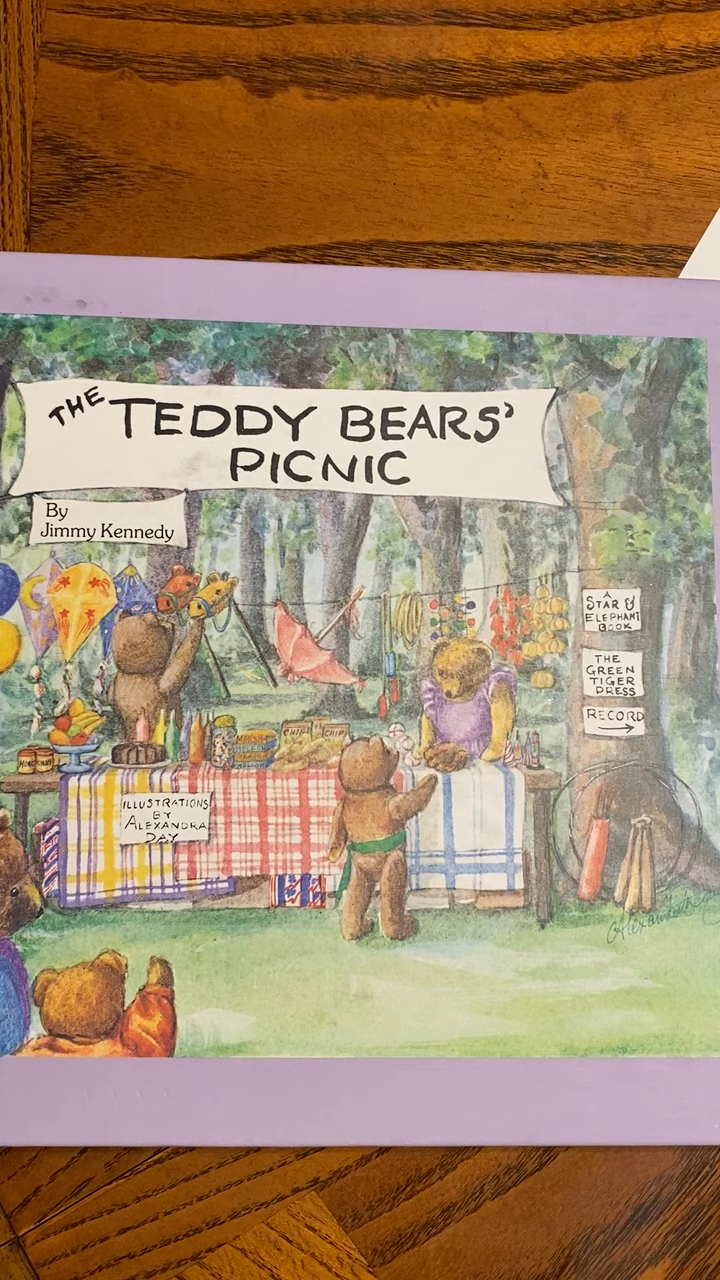 THE TEDDY BEARS'
PICNIC
By
Jimmy Kennedy
A
STAR &
ELEPHANT
BOOK
THE
GREEN
TIGER
PRESS
RECORD
CHIPS
CHIPS
HONEY
ILLUSTRATIONS
BY
ALEXANDRA
DAY